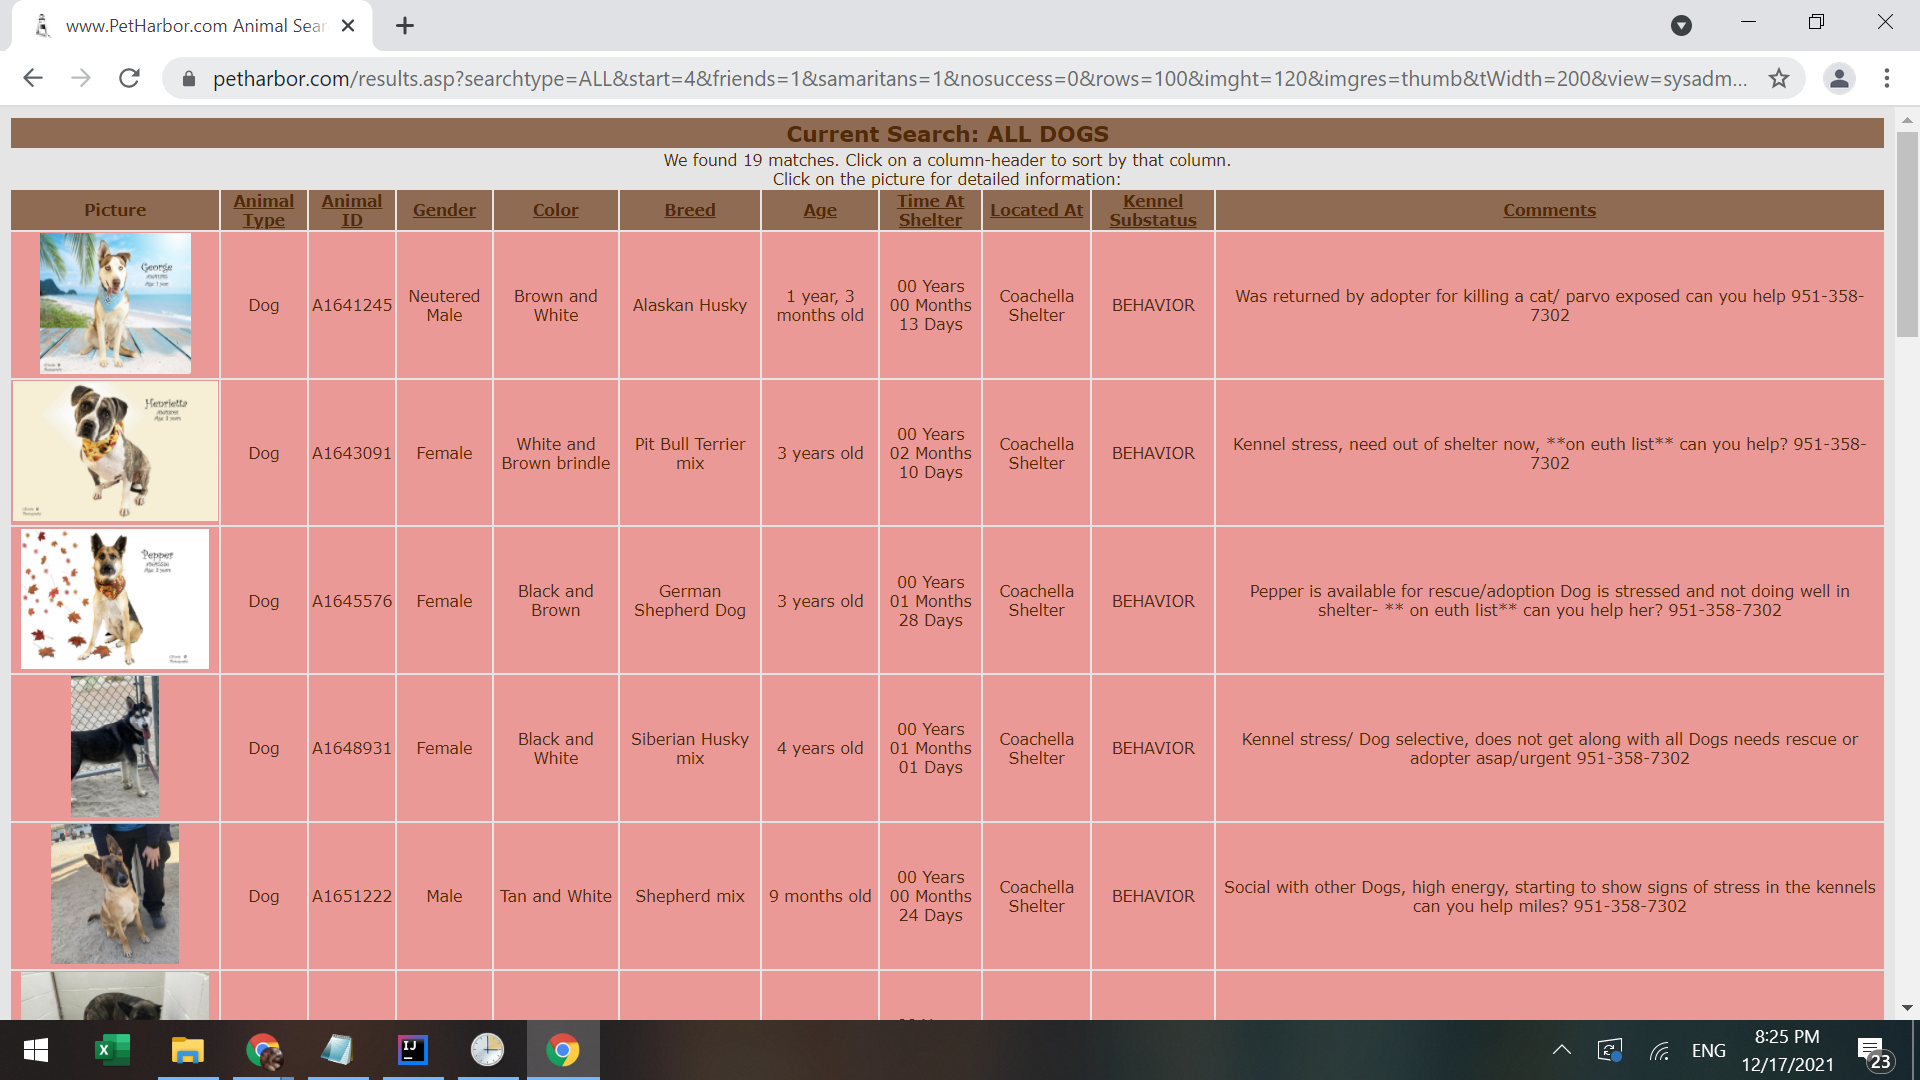 www.PetHarbor.com Animal Sear
petharbor.com/results.asp?searchtype=ALL&start=4&friends=1&samaritans=1&nosuccess=0&rows=100&imght=120&imgres=thumb&tWidth=200&view=sysadm...
Current Search: ALL DOGS
We found 19 matches. Click on a column-header to sort by that column.
Click on the picture for detailed information:
Picture
Animal
Type
Animal
ID
Gender
Color
Breed
Age
Time At
Shelter
Located At
Kennel
Substatus
Comments
George
Age: 1 year
Dog
A1641245
Neutered
Male
Brown and
White
Alaskan Husky
1 year, 3
months old
00 Years
00 Months
13 Days
Coachella
Shelter
BEHAVIOR
Was returned by adopter for killing a cat/ parvo exposed can you help 951-358-
7302
Henrietta
Age: 3 years
Dog
A1643091
Female
White and
Brown brindle
Pit Bull Terrier
mix
3 years old
00 Years
02 Months
10 Days
Coachella
Shelter
BEHAVIOR
Kennel stress, need out of shelter now, **on euth list** can you help? 951-358-
7302
Pepper
Dog
A1645576
Female
Black and
Brown
German
Shepherd Dog
3 years old
00 Years
01 Months
28 Days
Coachella
Shelter
BEHAVIOR
Pepper is available for rescue/adoption Dog is stressed and not doing well in
shelter- ** on euth list** can you help her? 951-358-7302
Dog
A1648931
Female
Black and
White
Siberian Husky
mix
4 years old
00 Years
01 Months
01 Days
Coachella
Shelter
BEHAVIOR
Kennel stress/ Dog selective, does not get along with all Dogs needs rescue or
adopter asap/urgent 951-358-7302
Dog
A1651222
Male
Tan and White
Shepherd mix
9 months old
00 Years
00 Months
24 Days
Coachella
Shelter
BEHAVIOR
Social with other Dogs, high energy, starting to show signs of stress in the kennels
can you help miles? 951-358-7302
X
IJ
ENG
8:25 PM
12/17/2021
23